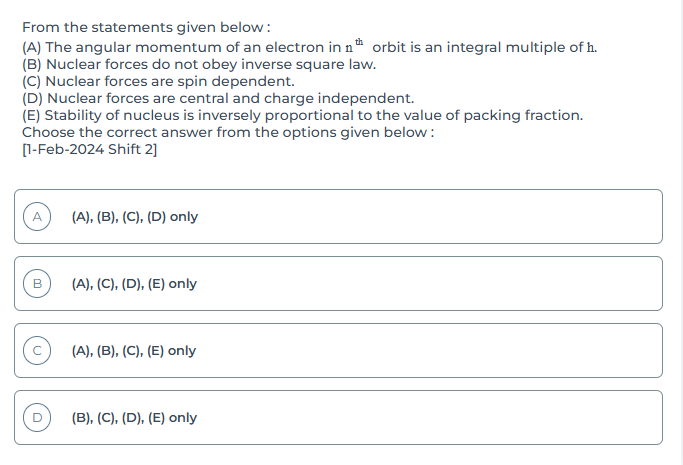 From the statements given below :
(A) The angular momentum of an electron in nᵗʰ orbit is an integral multiple of h.
(B) Nuclear forces do not obey inverse square law.
(C) Nuclear forces are spin dependent.
(D) Nuclear forces are central and charge independent.
(E) Stability of nucleus is inversely proportional to the value of packing fraction.
Choose the correct answer from the options given below :
[1-Feb-2024 Shift 2]
A (A), (B), (C), (D) only
B (A), (C), (D), (E) only
C (A), (B), (C), (E) only
D (B), (C), (D), (E) only